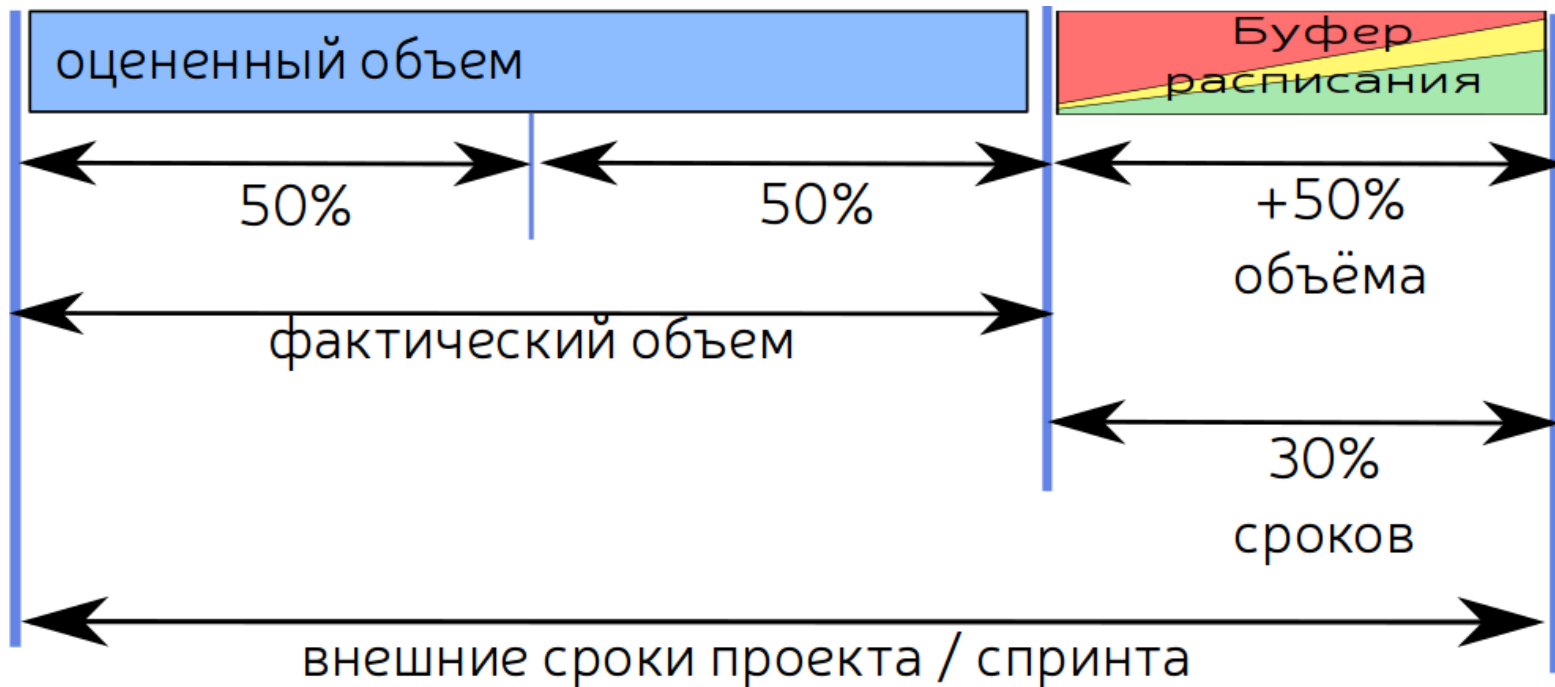 оцененный объем
Буфер
расписания
50%
50%
+50%
объёма
фактический объем
30%
сроков
внешние сроки проекта / спринта